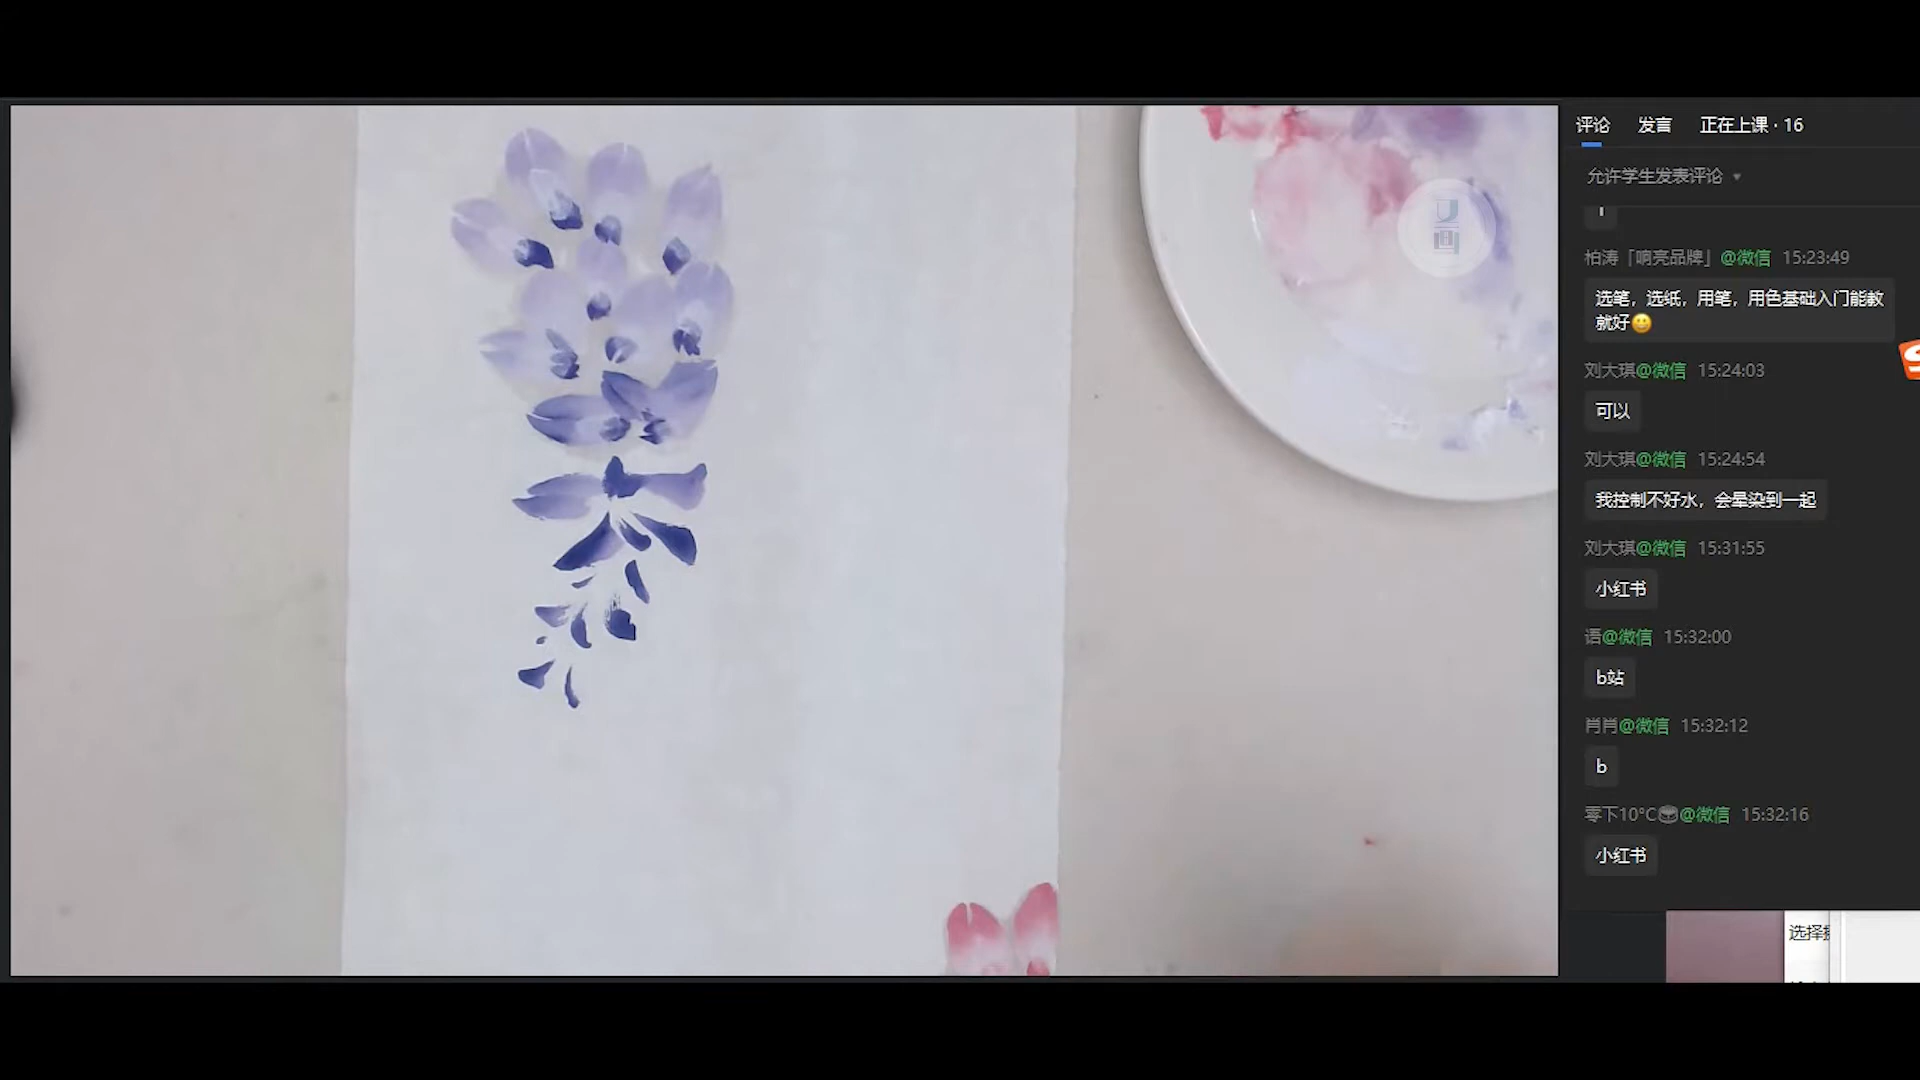 评论 发言 正在上课 · 16
允许学生发表评论
柏涛「响亮品牌」@微信 15:23:49
选笔，选纸，用笔，用色基础入门能教
就好😀
刘大琪@微信 15:24:03
可以
刘大琪@微信 15:24:54
我控制不好水，会晕染到一起
刘大琪@微信 15:31:55
小红书
语@微信 15:32:00
b站
肖肖@微信 15:32:12
b
零下10°C@微信 15:32:16
小红书
选择